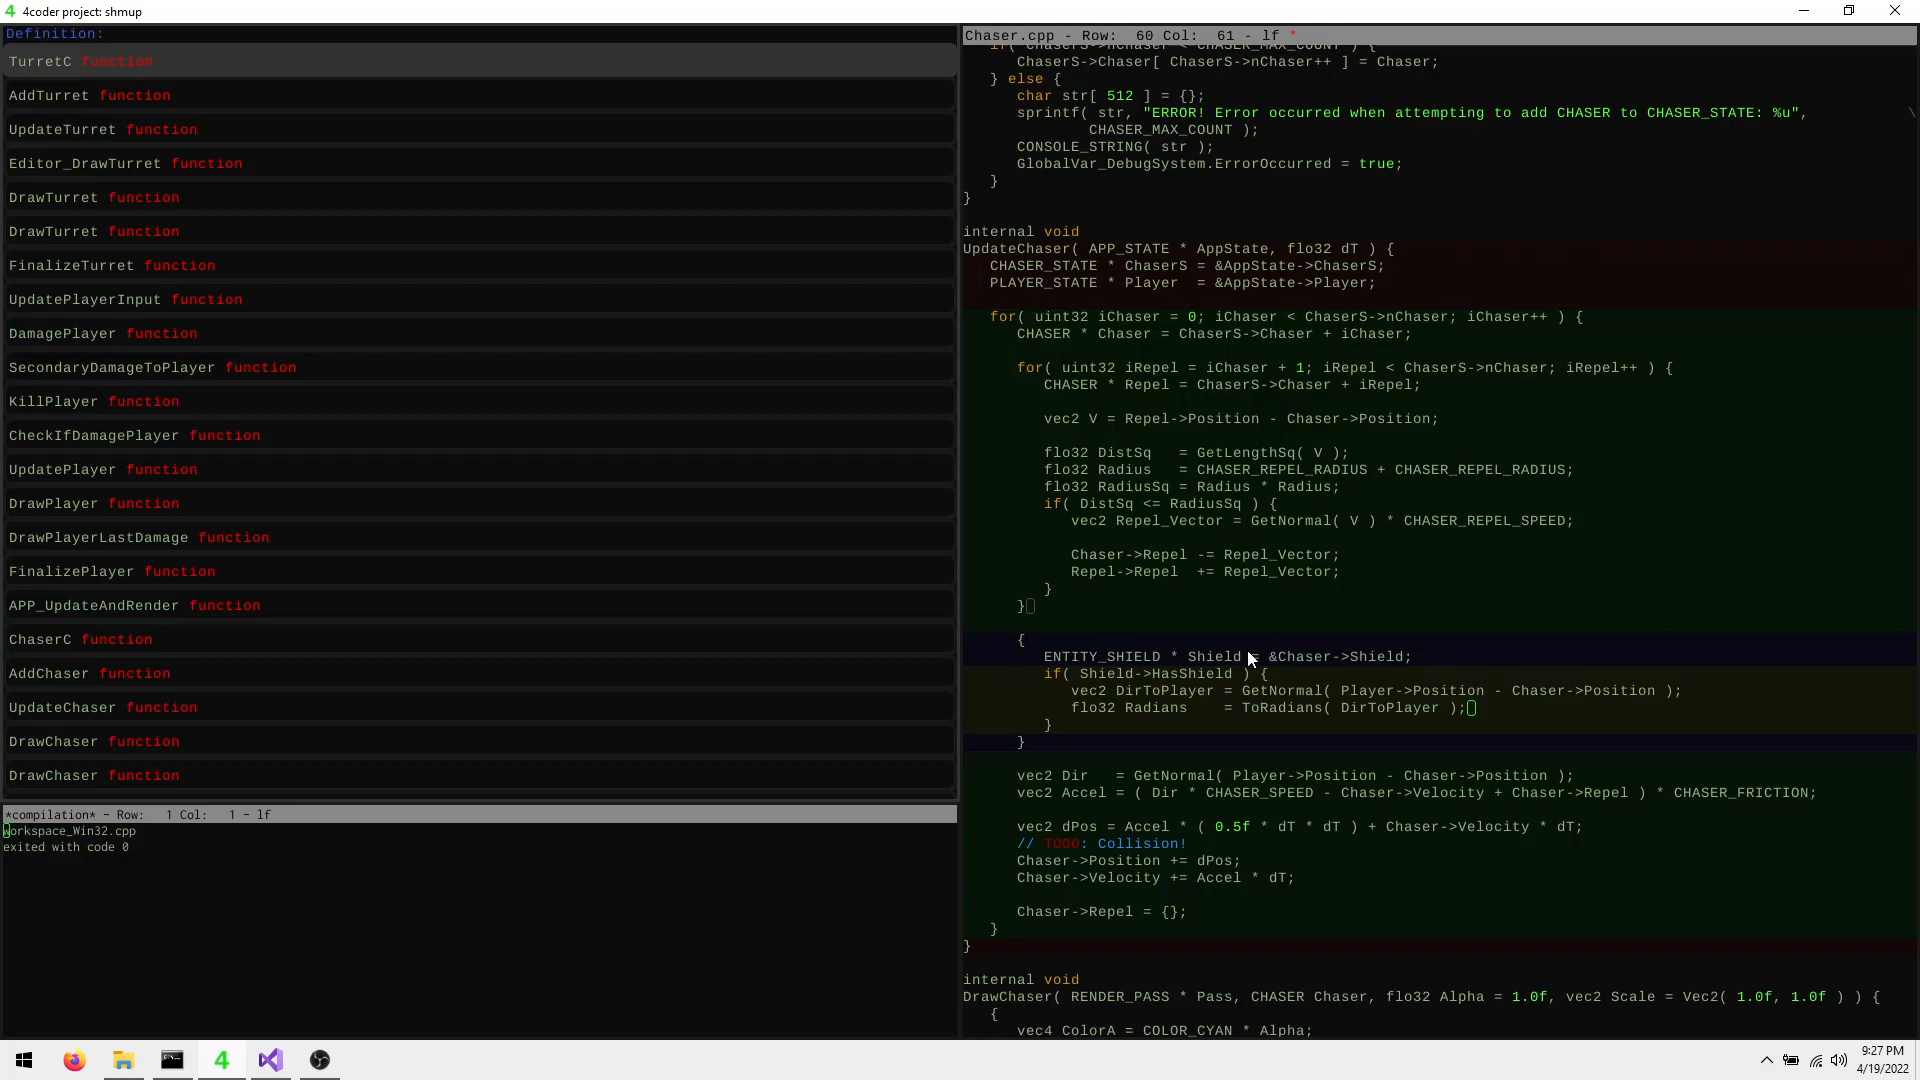 4 4coder project: shmup
Definition:
TurretC function
AddTurret function
UpdateTurret function
Editor_DrawTurret function
DrawTurret function
DrawTurret function
FinalizeTurret function
UpdatePlayerInput function
DamagePlayer function
SecondaryDamageToPlayer function
KillPlayer function
CheckIfDamagePlayer function
UpdatePlayer function
DrawPlayer function
DrawPlayerLastDamage function
FinalizePlayer function
APP_UpdateAndRender function
ChaserC function
AddChaser function
UpdateChaser function
DrawChaser function
DrawChaser function
*compilation* - Row:   1 Col:   1 - lf
workspace_Win32.cpp
exited with code 0
Chaser.cpp - Row:  60 Col:  61 - lf *
if( ChaserS->nChaser < CHASER_MAX_COUNT ) {
ChaserS->Chaser[ ChaserS->nChaser++ ] = Chaser;
} else {
char str[ 512 ] = {};
sprintf( str, "ERROR! Error occurred when attempting to add CHASER to CHASER_STATE: %u", \
CHASER_MAX_COUNT );
CONSOLE_STRING( str );
GlobalVar_DebugSystem.ErrorOccurred = true;
}
}
internal void
UpdateChaser( APP_STATE * AppState, flo32 dT ) {
CHASER_STATE * ChaserS = &AppState->ChaserS;
PLAYER_STATE * Player  = &AppState->Player;
for( uint32 iChaser = 0; iChaser < ChaserS->nChaser; iChaser++ ) {
CHASER * Chaser = ChaserS->Chaser + iChaser;
for( uint32 iRepel = iChaser + 1; iRepel < ChaserS->nChaser; iRepel++ ) {
CHASER * Repel = ChaserS->Chaser + iRepel;
vec2 V = Repel->Position - Chaser->Position;
flo32 DistSq   = GetLengthSq( V );
flo32 Radius   = CHASER_REPEL_RADIUS + CHASER_REPEL_RADIUS;
flo32 RadiusSq = Radius * Radius;
if( DistSq <= RadiusSq ) {
vec2 Repel_Vector = GetNormal( V ) * CHASER_REPEL_SPEED;
Chaser->Repel -= Repel_Vector;
Repel->Repel  += Repel_Vector;
}
}
{
ENTITY_SHIELD * Shield = &Chaser->Shield;
if( Shield->HasShield ) {
vec2 DirToPlayer = GetNormal( Player->Position - Chaser->Position );
flo32 Radians    = ToRadians( DirToPlayer );
}
}
vec2 Dir   = GetNormal( Player->Position - Chaser->Position );
vec2 Accel = ( Dir * CHASER_SPEED - Chaser->Velocity + Chaser->Repel ) * CHASER_FRICTION;
vec2 dPos = Accel * ( 0.5f * dT * dT ) + Chaser->Velocity * dT;
// TODO: Collision!
Chaser->Position += dPos;
Chaser->Velocity += Accel * dT;
Chaser->Repel = {};
}
}
internal void
DrawChaser( RENDER_PASS * Pass, CHASER Chaser, flo32 Alpha = 1.0f, vec2 Scale = Vec2( 1.0f, 1.0f ) ) {
{
vec4 ColorA = COLOR_CYAN * Alpha;
4
9:27 PM
4/19/2022